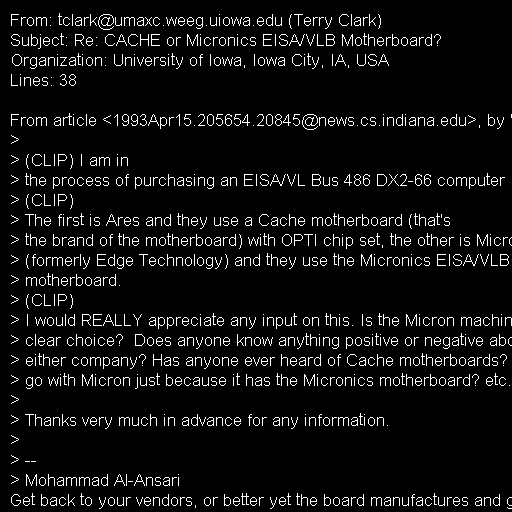 From: tclark@umaxc.weeg.uiowa.edu (Terry Clark)
Subject: Re: CACHE or Micronics EISA/VLB Motherboard?
Organization: University of Iowa, Iowa City, IA, USA
Lines: 38

From article <1993Apr15.205654.20845@news.cs.indiana.edu>, by "
>
> (CLIP) I am in
> the process of purchasing an EISA/VL Bus 486 DX2-66 computer
> (CLIP)
> The first is Ares and they use a Cache motherboard (that's
> the brand of the motherboard) with OPTI chip set, the other is Micro
> (formerly Edge Technology) and they use the Micronics EISA/VLB
> motherboard.
> (CLIP)
> I would REALLY appreciate any input on this. Is the Micron machin
> clear choice?  Does anyone know anything positive or negative abo
> either company? Has anyone ever heard of Cache motherboards?
> go with Micron just because it has the Micronics motherboard? etc.
>
> Thanks very much in advance for any information.
>
> --
> Mohammad Al-Ansari
Get back to your vendors, or better yet the board manufactures and g